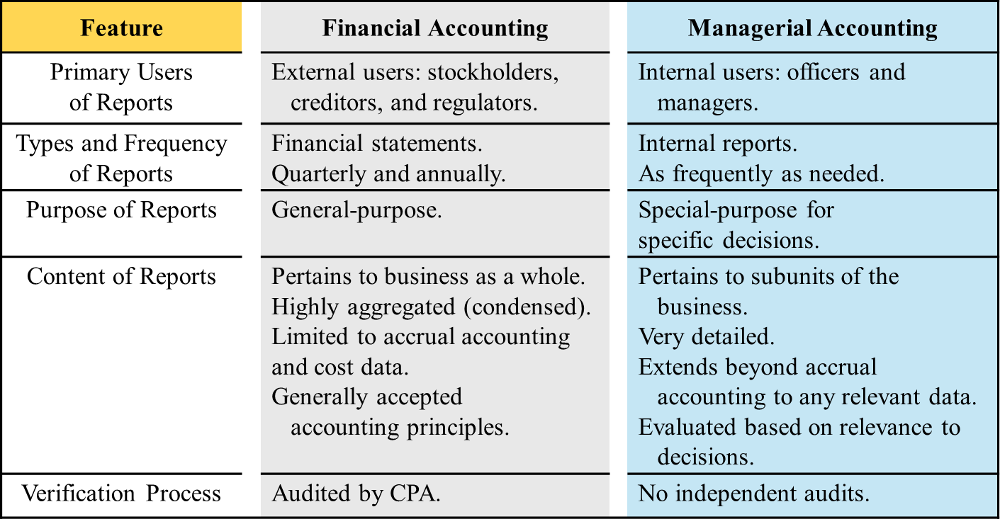 Feature
Financial Accounting
Managerial Accounting
Primary Users
of Reports
External users: stockholders,
creditors, and regulators.
Internal users: officers and
managers.
Types and Frequency
of Reports
Financial statements.
Quarterly and annually.
Internal reports.
As frequently as needed.
Purpose of Reports
General-purpose.
Special-purpose for
specific decisions.
Content of Reports
Pertains to business as a whole.
Highly aggregated (condensed).
Limited to accrual accounting
and cost data.
Generally accepted
accounting principles.
Pertains to subunits of the
business.
Very detailed.
Extends beyond accrual
accounting to any relevant data.
Evaluated based on relevance to
decisions.
Verification Process
Audited by CPA.
No independent audits.